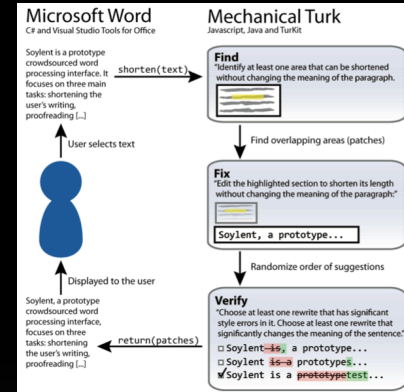 Microsoft Word
C# and Visual Studio Tools for Office
Soylent is a prototype
crowdsourced word
processing interface. It
focuses on three main
tasks: shortening the
user's writing,
proofreading [...]
shorten(text)
User selects text
Displayed to the user
Soylent, a prototype
crowdsourced word
processing interface,
focuses on three
tasks: shortening
the user's writing,
proofreading [...]
return(patches)
Mechanical Turk
Javascript, Java and TurKit
Find
"Identify at least one area that can be shortened
without changing the meaning of the paragraph.
Find overlapping areas (patches)
Fix
"Edit the highlighted section to shorten its length
without changing the meaning of the paragraph:"
Soylent, a prototype...
Randomize order of suggestions
Verify
"Choose at least one rewrite that has significant
style errors in it. Choose at least one rewrite that
significantly changes the meaning of the sentence."
Soylent is, a prototype...
Soylent is a prototypes...
Soylent is a prototypetest...